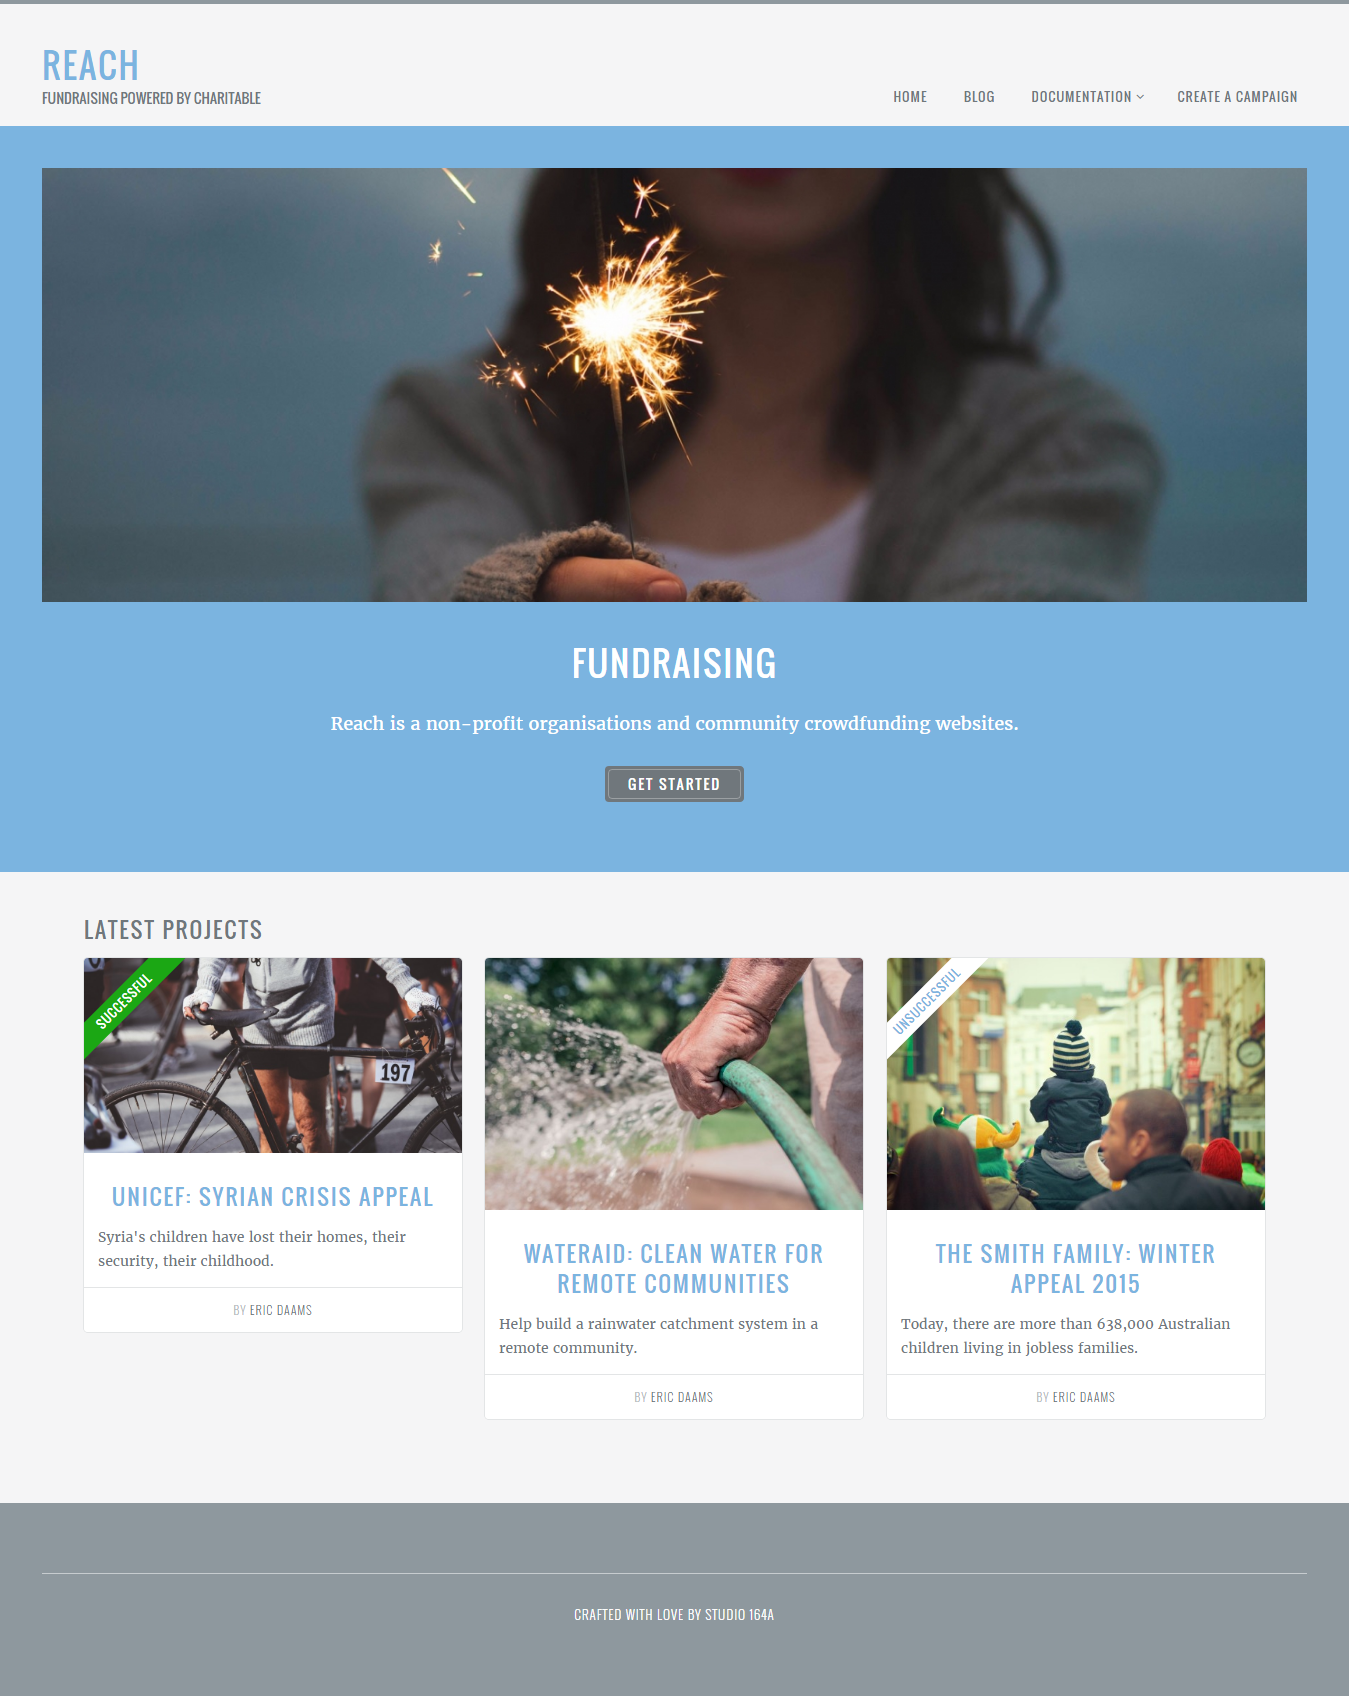 REACH
FUNDRAISING POWERED BY CHARITABLE
HOME BLOG DOCUMENTATION CREATE A CAMPAIGN
FUNDRAISING
Reach is a non-profit organisations and community crowdfunding websites.
GET STARTED
LATEST PROJECTS
SUCCESSFUL
197
UNICEF: SYRIAN CRISIS APPEAL
Syria's children have lost their homes, their
security, their childhood.
BY ERIC DAAMS
WATERAID: CLEAN WATER FOR
REMOTE COMMUNITIES
Help build a rainwater catchment system in a
remote community.
BY ERIC DAAMS
UNSUCCESSFUL
THE SMITH FAMILY: WINTER
APPEAL 2015
Today, there are more than 638,000 Australian
children living in jobless families.
BY ERIC DAAMS
CRAFTED WITH LOVE BY STUDIO 164A